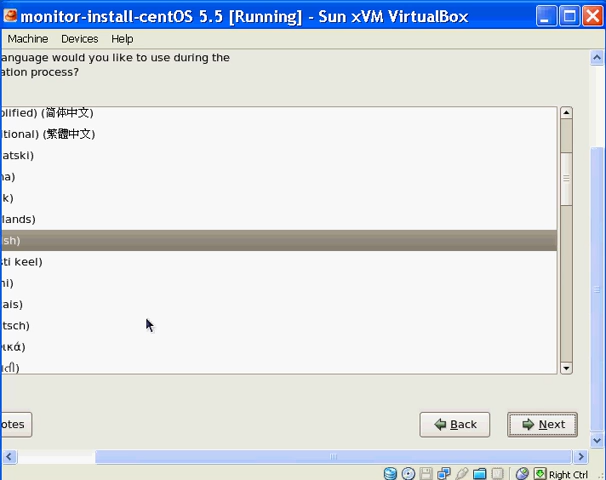 monitor-install-centOS 5.5 [Running] - Sun xVM VirtualBox
Machine Devices Help
anguage would you like to use during the
ation process?
plified) (简体中文)
itional) (繁體中文)
atski)
na)
k)
lands)
ish)
sti keel)
ni)
ais)
tsch)
ικά)
તી)
otes
Back
Next
Right Ctrl